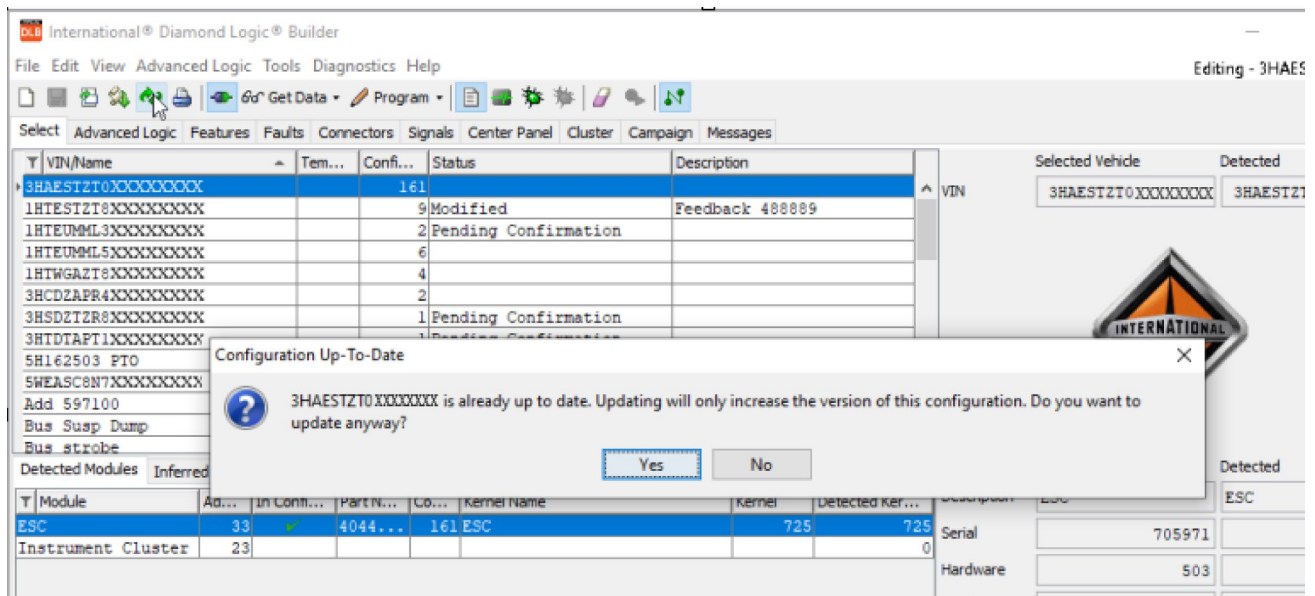 DLB International® Diamond Logic® Builder
File Edit View Advanced Logic Tools Diagnostics Help
Editing - 3HAES
Get Data Program
Select Advanced Logic Features Faults Connectors Signals Center Panel Cluster Campaign Messages
VIN/Name Tem... Confi... Status Description
Selected Vehicle Detected
3HAESTZT0XXXXXXXX 161
VIN 3HAESTZT0XXXXXXXX 3HAESTZT
1HTESTZT8XXXXXXXX 9 Modified Feedback 488889
1HTEUMML3XXXXXXXX 2 Pending Confirmation
1HTEUMML5XXXXXXXX 6
1HTWGAZT8XXXXXXXX 4
3HCDZAPR4XXXXXXXX 2
3HSDZTZR8XXXXXXXX 1 Pending Confirmation
INTERNATIONAL
3HTDTAPT1XXXXXXXX 1 Pending Confirmation
5H162503 PTO
Configuration Up-To-Date
5WEASC8N7XXXXXXXX
Add 597100
Bus Susp Dump
Bus strobe
3HAESTZT0XXXXXXXX is already up to date. Updating will only increase the version of this configuration. Do you want to
update anyway?
Yes No
Detected Modules Inferred
Detected
Module Ad... In Confi... Part N... Co... Kernel Name Kernel Detected Ker...
Description ESC ESC
ESC 33 4044... 161 ESC 725 725
Serial 705971
Instrument Cluster 23 0
Hardware 503